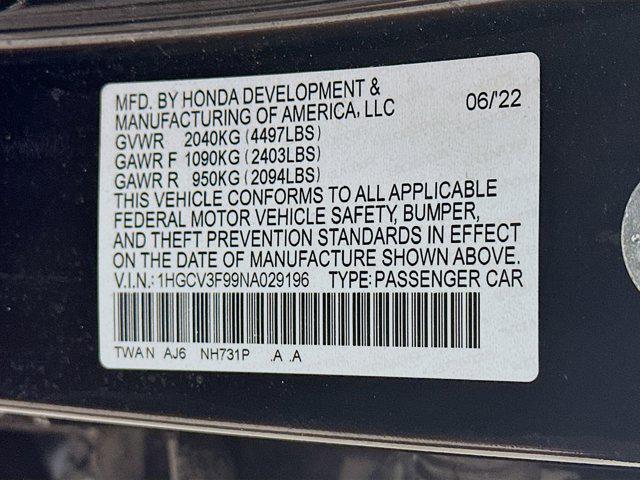 MFD. BY HONDA DEVELOPMENT &
MANUFACTURING OF AMERICA, LLC 06/'22
GVWR 2040KG (4497LBS)
GAWR F 1090KG (2403LBS)
GAWR R 950KG (2094LBS)
THIS VEHICLE CONFORMS TO ALL APPLICABLE
FEDERAL MOTOR VEHICLE SAFETY, BUMPER,
AND THEFT PREVENTION STANDARDS IN EFFECT
ON THE DATE OF MANUFACTURE SHOWN ABOVE.
V.I.N.: 1HGCV3F99NA029196 TYPE: PASSENGER CAR
TWA N AJ6 NH731P .A .A